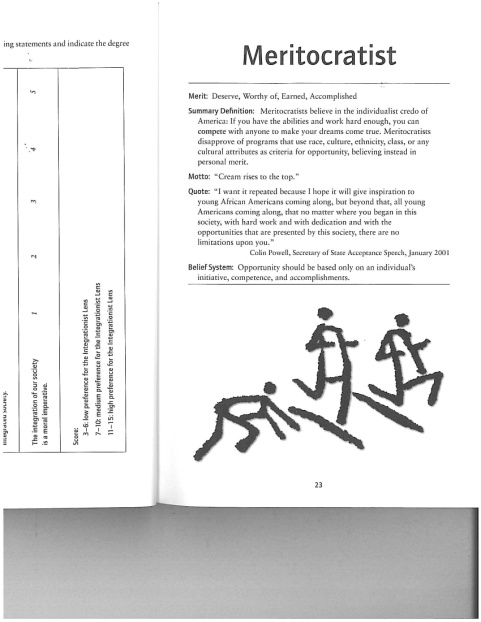 ing statements and indicate the degree
5
4
3
2
1
The integration of our society
is a moral imperative.
Score:
3–6: low preference for the Integrationist Lens
7–10: medium preference for the Integrationist Lens
11–15: high preference for the Integrationist Lens
Meritocratist
Merit: Deserve, Worthy of, Earned, Accomplished
Summary Definition: Meritocratists believe in the individualist credo of
America: If you have the abilities and work hard enough, you can
compete with anyone to make your dreams come true. Meritocratists
disapprove of programs that use race, culture, ethnicity, class, or any
cultural attributes as criteria for opportunity, believing instead in
personal merit.
Motto: “Cream rises to the top.”
Quote: “I want it repeated because I hope it will give inspiration to
young African Americans coming along, but beyond that, all young
Americans coming along, that no matter where you began in this
society, with hard work and with dedication and with the
opportunities that are presented by this society, there are no
limitations upon you.”
Colin Powell, Secretary of State Acceptance Speech, January 2001
Belief System: Opportunity should be based only on an individual’s
initiative, competence, and accomplishments.
23